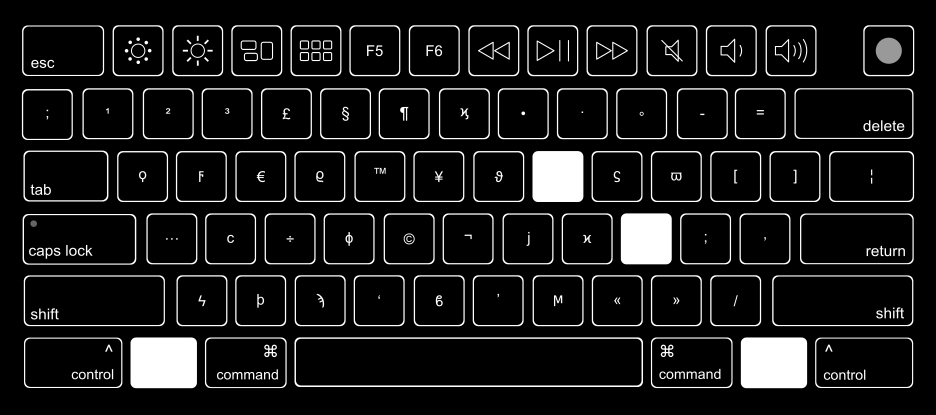 esc F5 F6
; ¹ ² ³ £ § ¶ ϗ • · ° - = delete
tab ϙ ϝ € ϱ ™ ¥ ϑ ϛ ϖ [ ] ¦
caps lock … ϲ ÷ ϕ © ¬ ϳ ϰ ; ’ return
shift ϟ ϸ ϡ ‘ ϐ ’ ϻ « » / shift
^ control ⌘ command ⌘ command ^ control